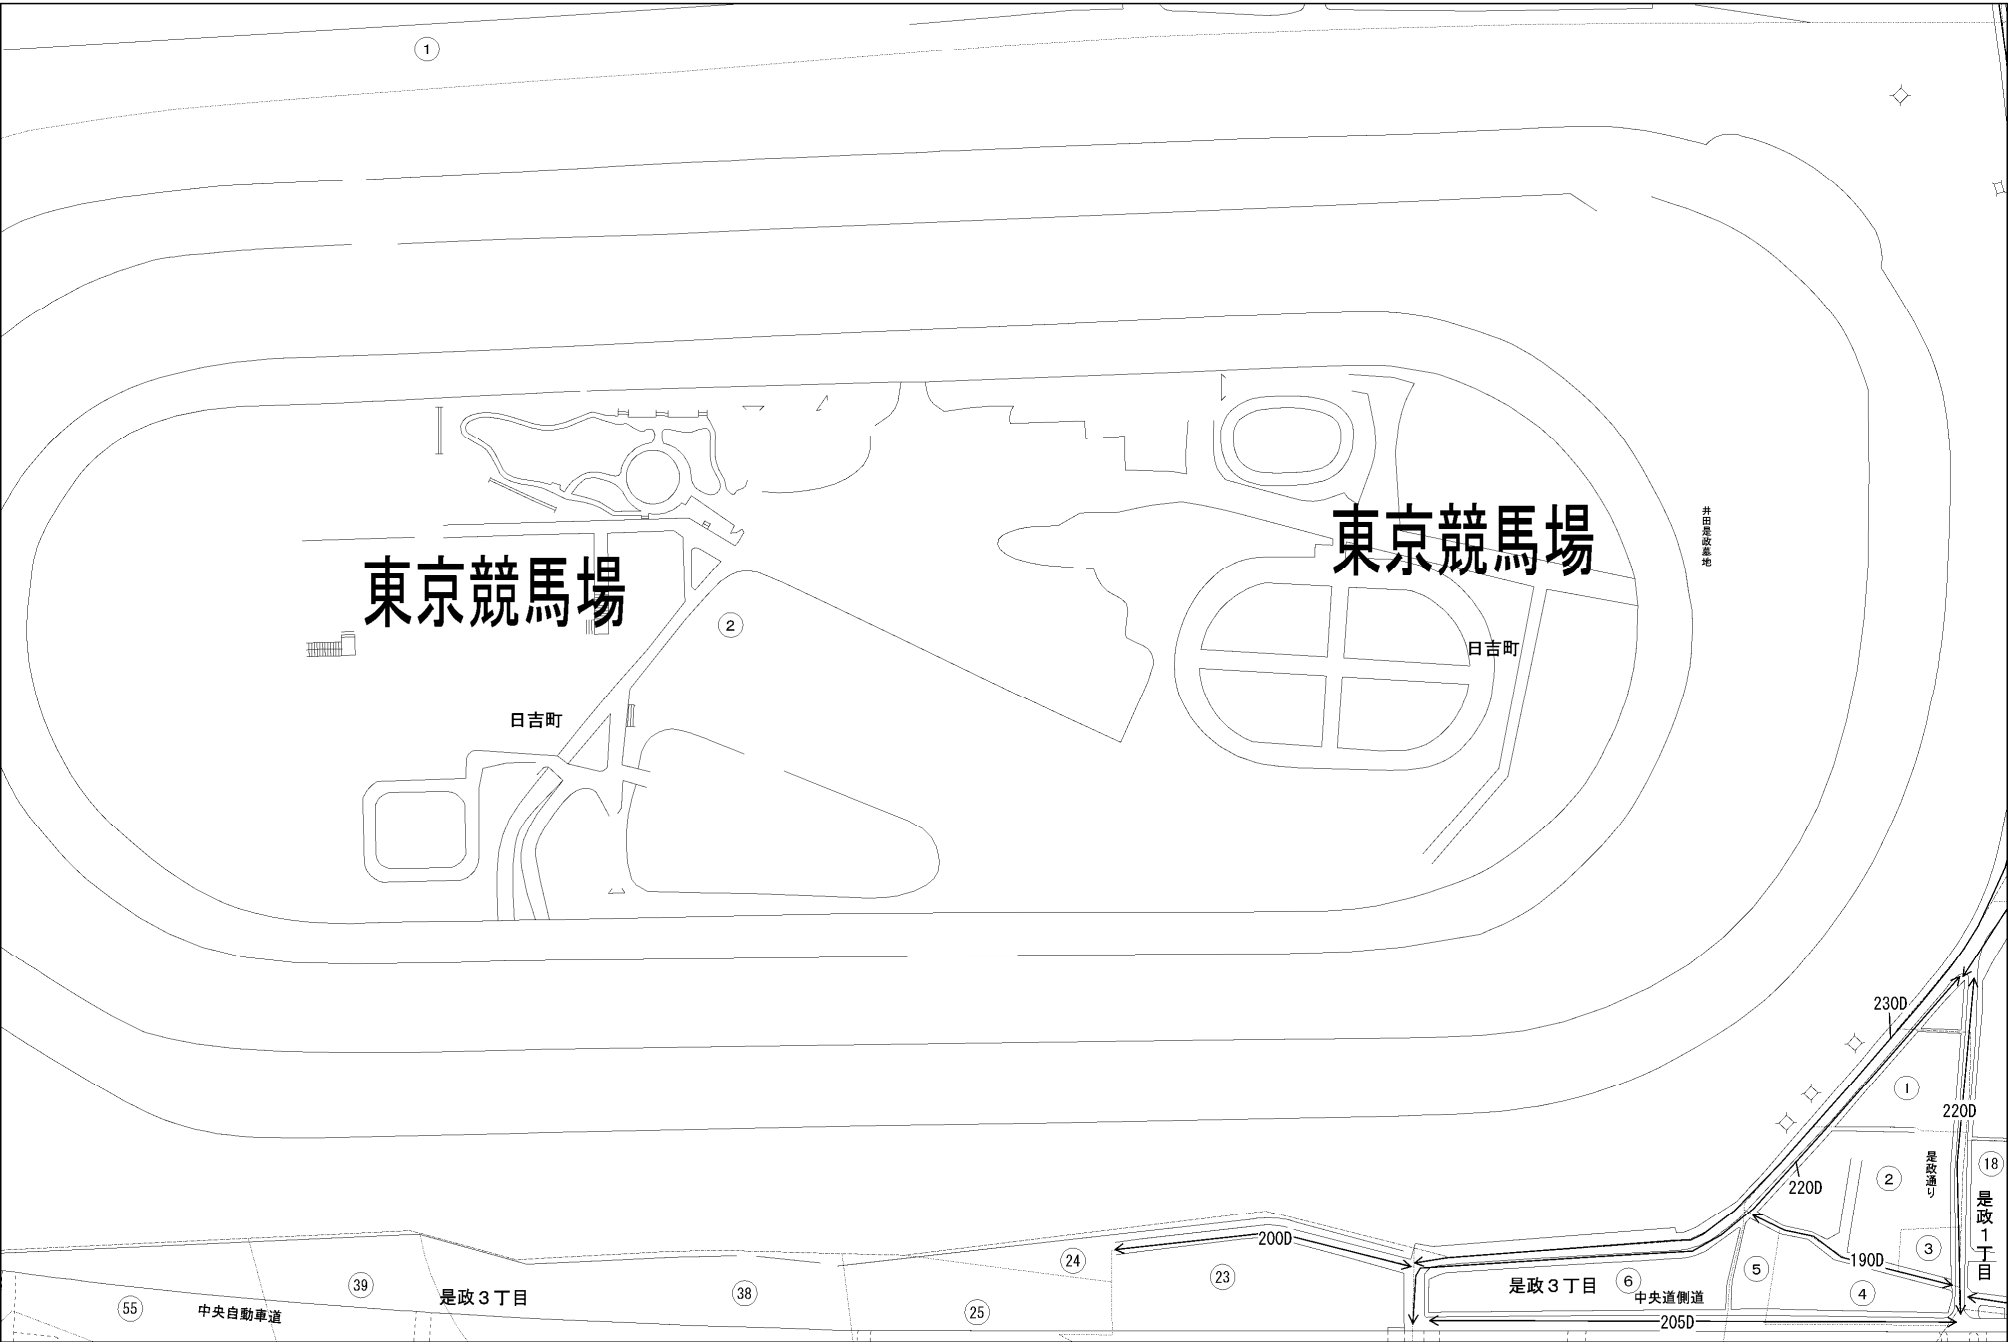 ①
井田是政墓地
東京競馬場
東京競馬場
②
日吉町
日吉町
230D
①
220D
是政通り
⑱
②
220D
是政1丁目
200D
③
24
190D
23
⑤
⑥
是政3丁目
39
38
④
是政3丁目
中央道側道
55
中央自動車道
25
205D